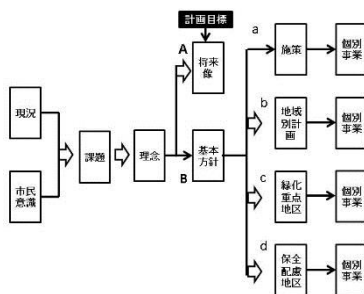 計画目標
A
将来
像
a
施策
個別
事業
現況
b
地域
別計
画
個別
事業
課題
理念
基本
方針
B
市民
意識
c
緑化
重点
地区
個別
事業
d
保全
配慮
地区
個別
事業